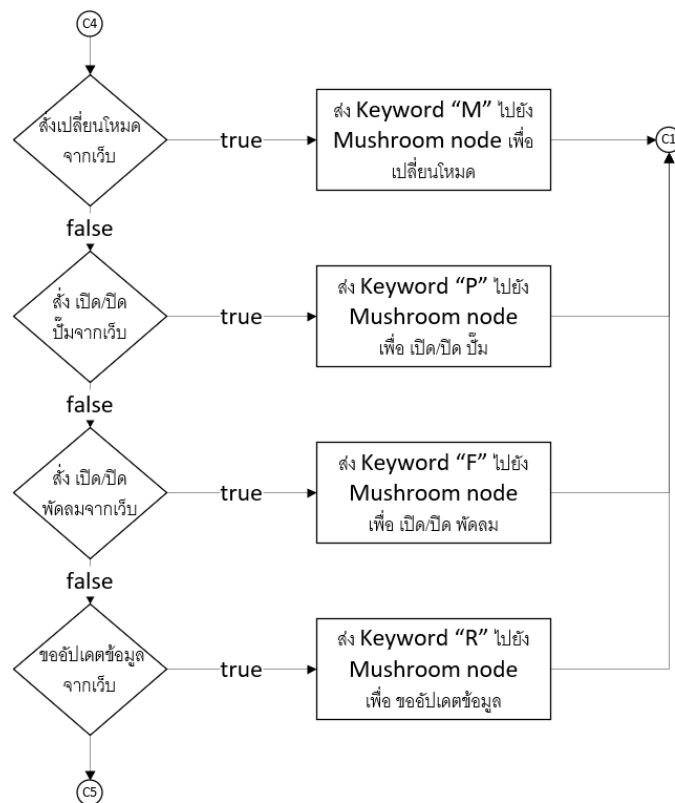 C4
สั่งเปลี่ยนโหมด
จากเว็บ
true
ส่ง Keyword “M” ไปยัง
Mushroom node เพื่อ
เปลี่ยนโหมด
C1
false
สั่ง เปิด/ปิด
ปั๊มจากเว็บ
true
ส่ง Keyword “P” ไปยัง
Mushroom node
เพื่อ เปิด/ปิด ปั๊ม
false
สั่ง เปิด/ปิด
พัดลมจากเว็บ
true
ส่ง Keyword “F” ไปยัง
Mushroom node
เพื่อ เปิด/ปิด พัดลม
false
ขออัปเดตข้อมูล
จากเว็บ
true
ส่ง Keyword “R” ไปยัง
Mushroom node
เพื่อ ขออัปเดตข้อมูล
C5